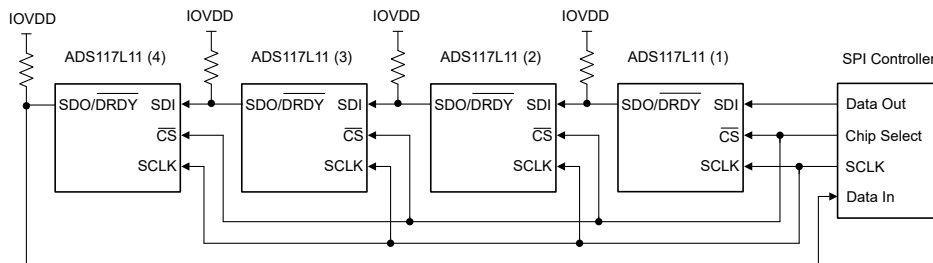 IOVDD IOVDD IOVDD IOVDD
ADS117L11 (4) ADS117L11 (3) ADS117L11 (2) ADS117L11 (1) SPI Controller
SDO/DRDY SDI SDO/DRDY SDI SDO/DRDY SDI SDO/DRDY SDI Data Out
CS CS CS CS Chip Select
SCLK SCLK SCLK SCLK SCLK
Data In